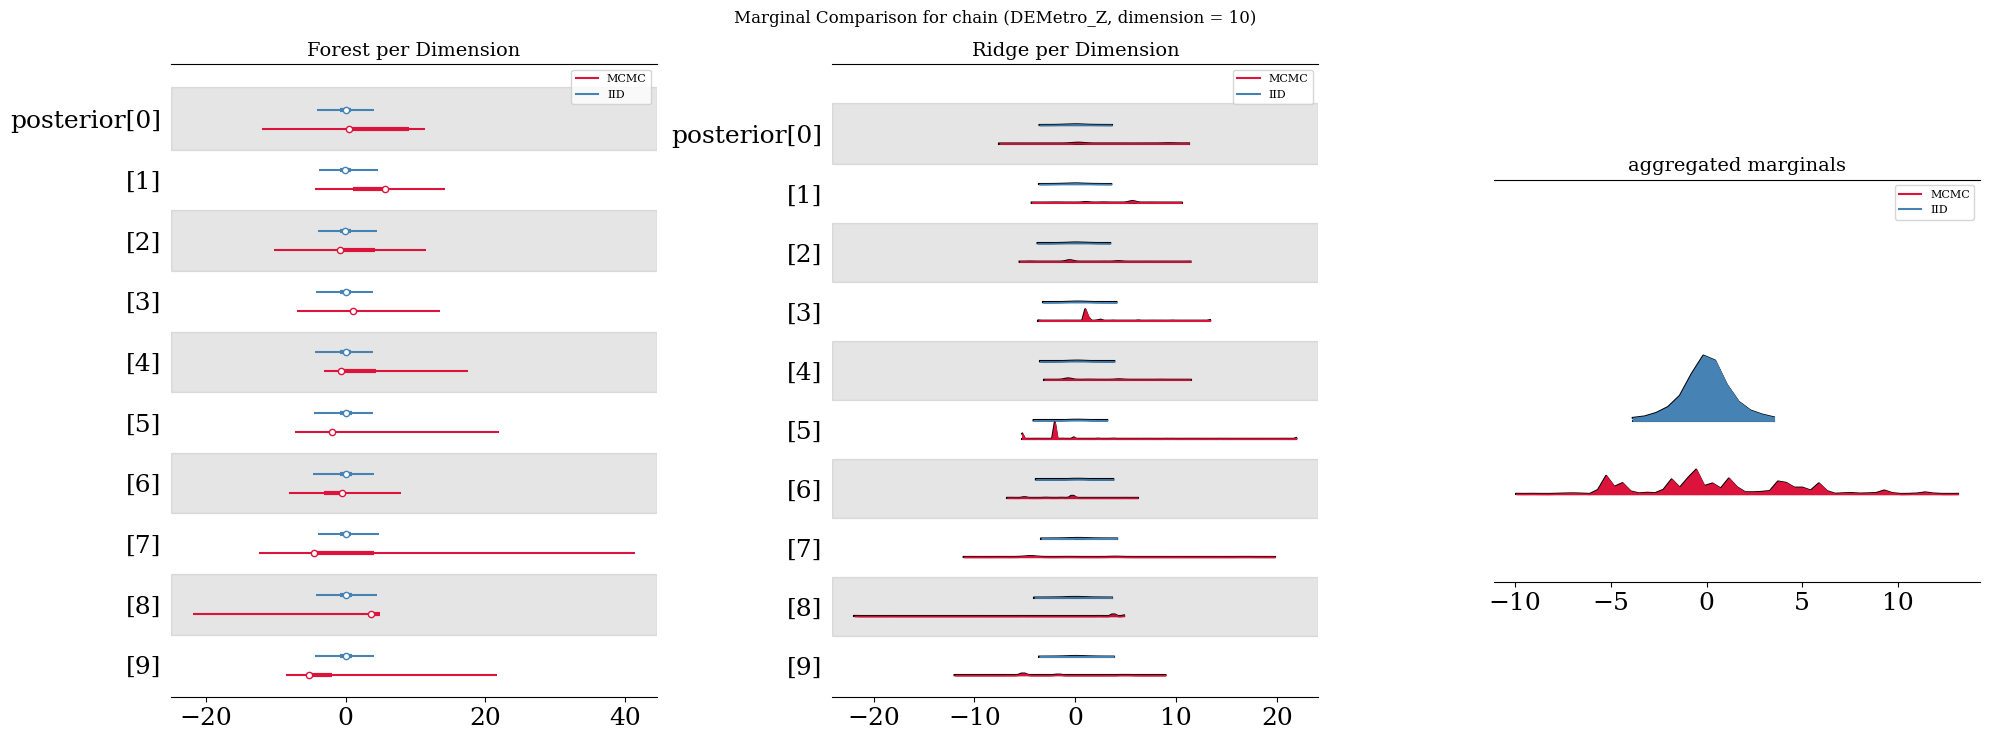 Marginal Comparison for chain (DEMetro_Z, dimension = 10)
Forest per Dimension
MCMC
IID
posterior[0]
[1]
[2]
[3]
[4]
[5]
[6]
[7]
[8]
[9]
−20 0 20 40
Ridge per Dimension
MCMC
IID
posterior[0]
[1]
[2]
[3]
[4]
[5]
[6]
[7]
[8]
[9]
−20 −10 0 10 20
aggregated marginals
MCMC
IID
−10 −5 0 5 10